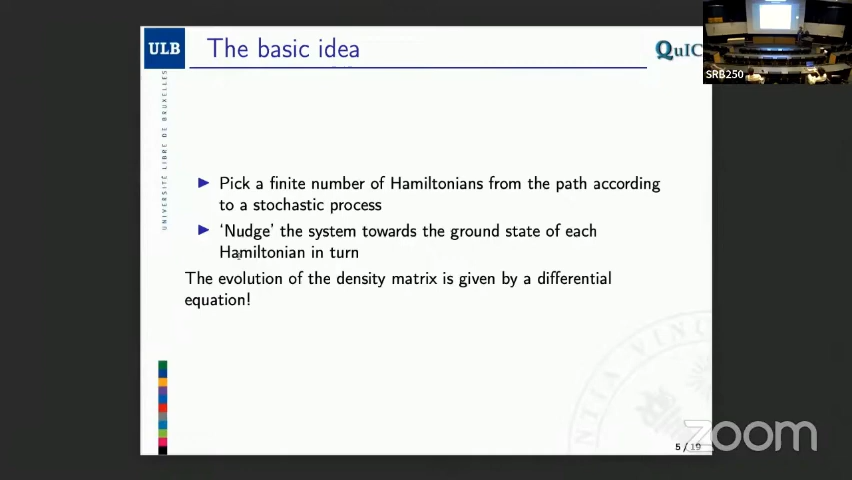 ULB
The basic idea
QuIC
SRB250
UNIVERSITÉ LIBRE DE BRUXELLES
Pick a finite number of Hamiltonians from the path according
to a stochastic process
‘Nudge’ the system towards the ground state of each
Hamiltonian in turn
The evolution of the density matrix is given by a differential
equation!
5 / 19
zoom